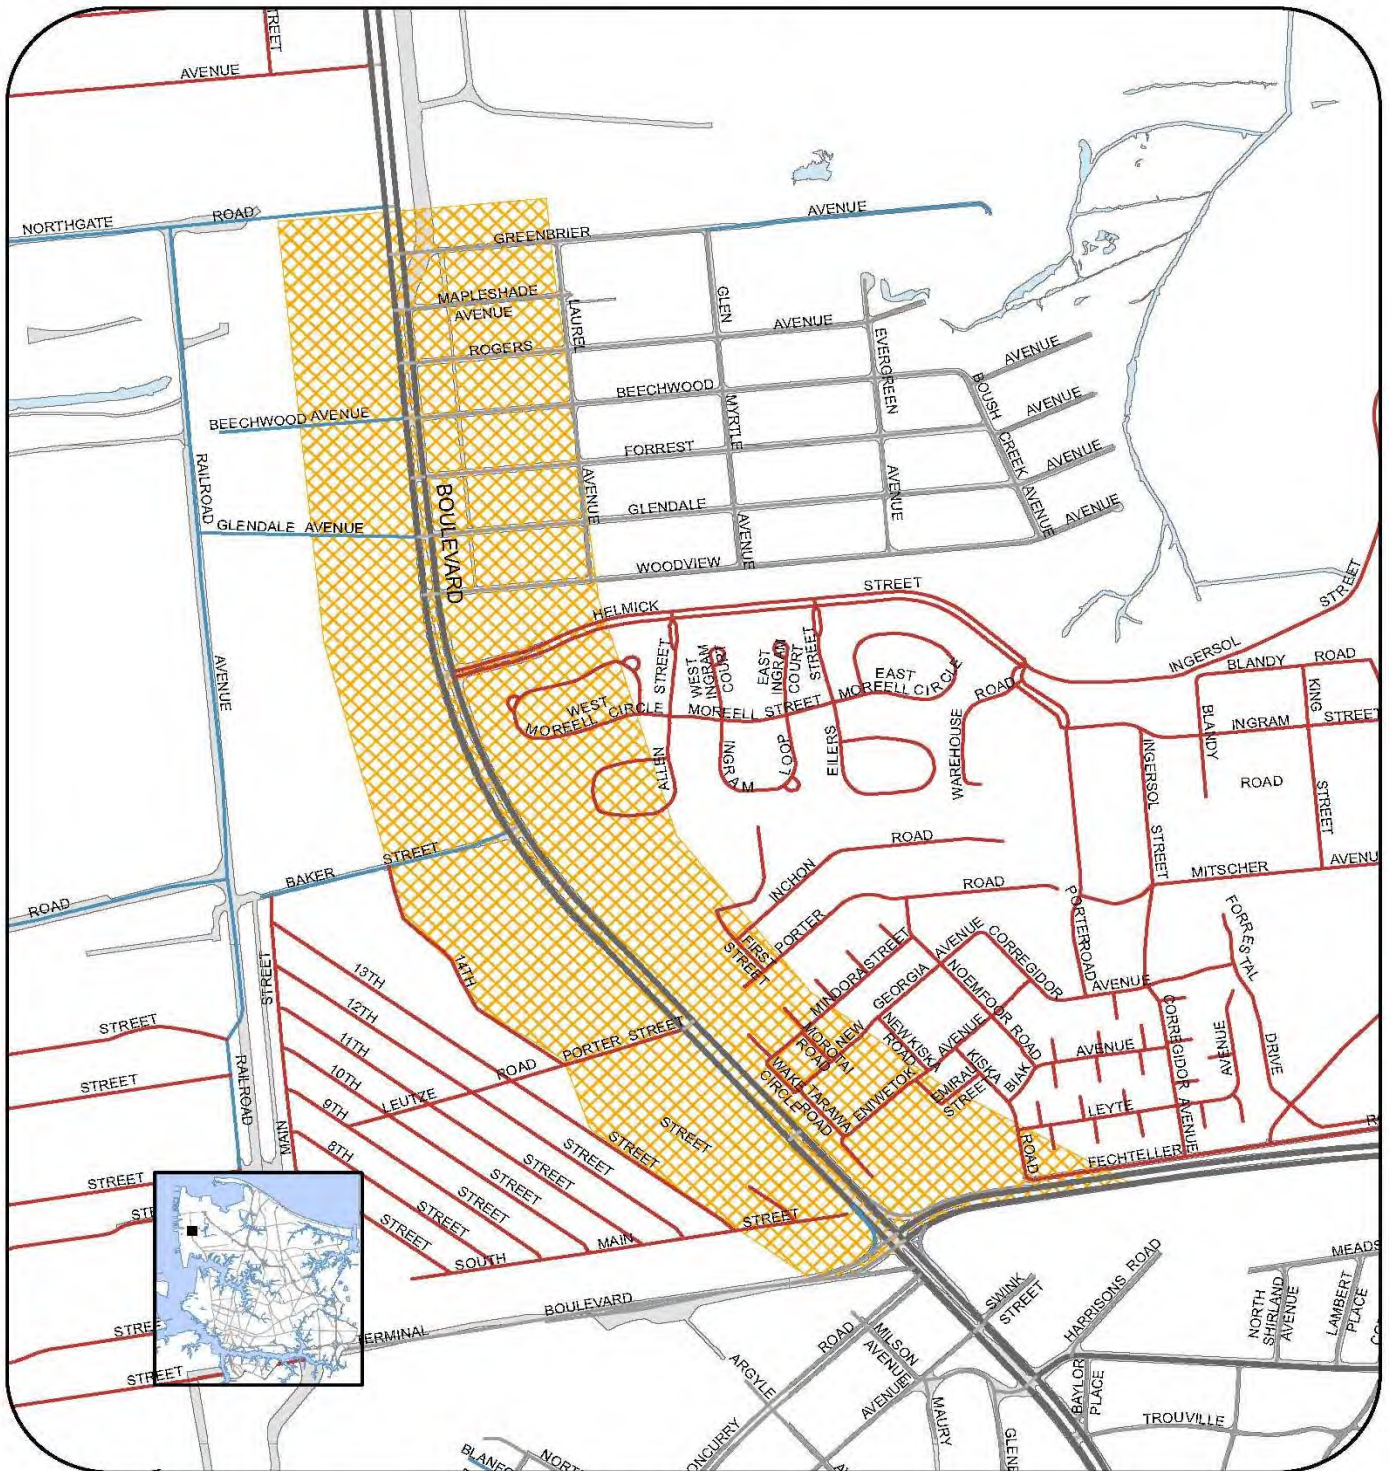 TREET
AVENUE
NORTHGATE
ROAD
AVENUE
GREENBRIER
MAPLESHADE
AVENUE
LAUREL
GLEN
AVENUE
ROGERS
EVERGREEN
AVENUE
BEECHWOOD
BOUSH
AVENUE
BEECHWOOD AVENUE
MYRTLE
FORREST
CREEK
AVENUE
RAILROAD
BOULEVARD
AVENUE
GLENDALE
AVENUE
AVENUE
AVENUE
GLENDALE AVENUE
AVENUE
WOODVIEW
STREET
HELMICK
STREET
INGERSOL
BLANDY
ROAD
AVENUE
STREET
WEST
INGRAM
COURT
EAST
INGRAM
COURT
STREET
EAST
MOREELL CIRCLE
ROAD
KING
WEST
MOREELL CIRCLE
MOREELL STREET
BLANDY
INGRAM
STREET
ALLEN
INGRAM
LOOP
EILERS
WAREHOUSE
INGERSOL
ROAD
STREET
ROAD
STREET
BAKER
STREET
INCHON
ROAD
MITSCHER
AVENU
ROAD
PORTER
FIRST
STREET
PORTER
ROAD
FORRESTAL
STREET
13TH
14TH
MINDORA STREET
AVENUE
CORREGIDOR
AVENUE
12TH
GEORGIA
NOEMFOOR ROAD
STREET
11TH
ROAD
PORTER STREET
MOROTAI
ROAD
NEW
NEW KISKA
ROAD
AVENUE
KISKA
AVENUE
CORREGIDOR AVENUE
AVENUE
DRIVE
STREET
RAILROAD
10TH
LEUTZE
WAKE
CIRCLE
TARAWA
ROAD
ENIWETOK
EMIRAU
STREET
BIAK
LEYTE
9TH
MAIN
8TH
STREET
STREET
STREET
STREET
STREET
STREET
STREET
STREET
ROAD
FECHTELLER
STREET
SOUTH
MAIN
STREET
BOULEVARD
TERMINAL
SWINK
STREET
HARRISONS ROAD
MEADS
NORTH
SHIRLAND
AVENUE
LAMBERT
PLACE
STREE
STREET
ARGYLE
ROAD
MILSON
AVENUE
AVENUE
MAURY
BAYLOR
PLACE
TROUVILLE
ONCURRY